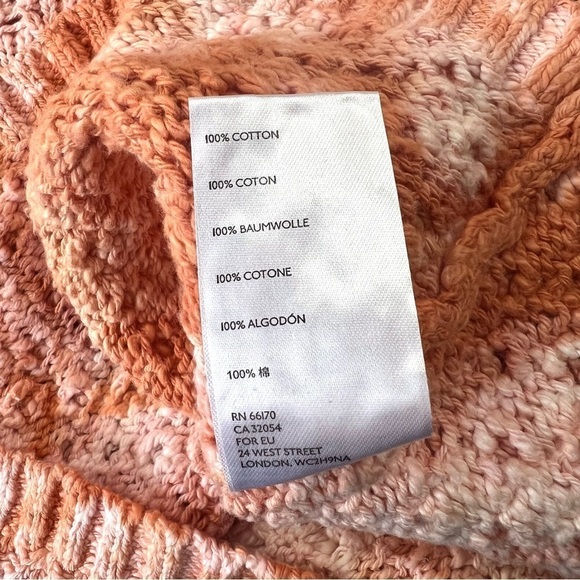 100% COTTON
100% COTON
100% BAUMWOLLE
100% COTONE
100% ALGODÓN
100% 棉
RN 66170
CA 32054
FOR EU
24 WEST STREET
LONDON, WC2H9NA